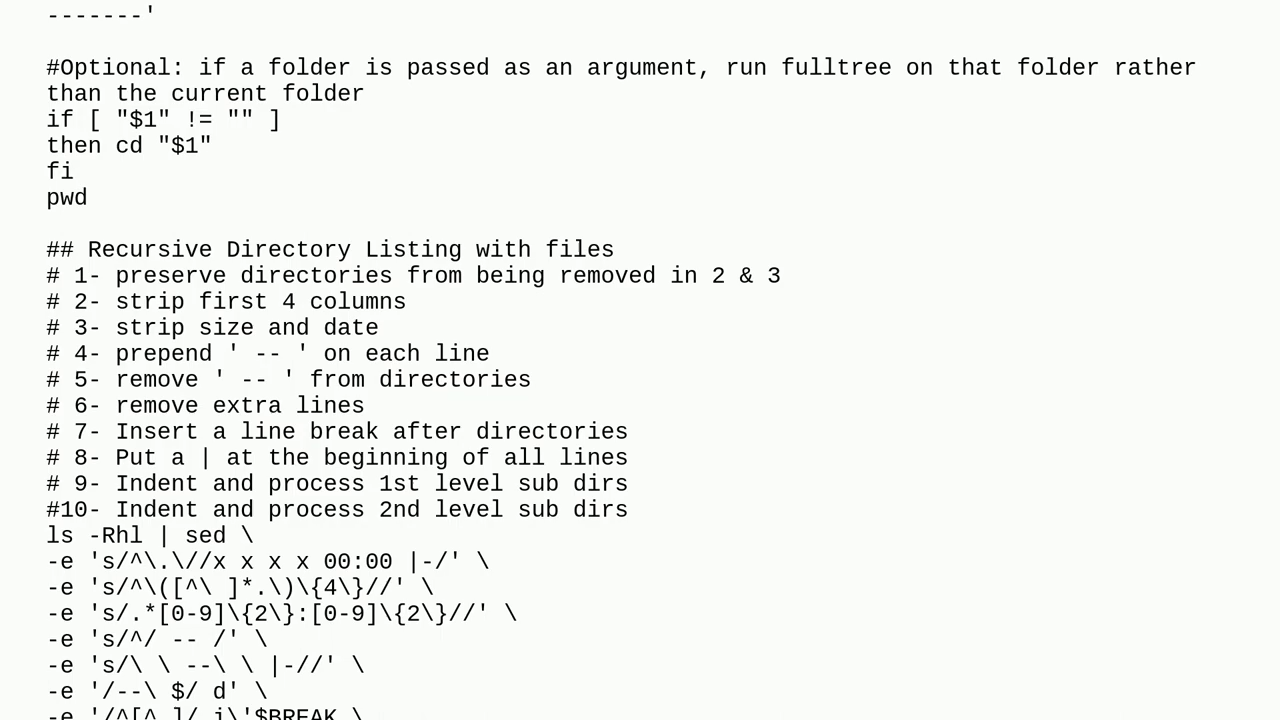 -------'
#Optional: if a folder is passed as an argument, run fulltree on that folder rather
than the current folder
if [ "$1" != "" ]
then cd "$1"
fi
pwd
## Recursive Directory Listing with files
# 1- preserve directories from being removed in 2 & 3
# 2- strip first 4 columns
# 3- strip size and date
# 4- prepend ' -- ' on each line
# 5- remove ' -- ' from directories
# 6- remove extra lines
# 7- Insert a line break after directories
# 8- Put a | at the beginning of all lines
# 9- Indent and process 1st level sub dirs
#10- Indent and process 2nd level sub dirs
ls -Rhl | sed \
-e 's/^\.\//x x x x 00:00 |-/' \
-e 's/^\([^\ ]*.\)\{4\}//' \
-e 's/.*[0-9]\{2\}:[0-9]\{2\}//' \
-e 's/^/ -- /' \
-e 's/\ \ --\ \ |-//' \
-e '/--\ $/ d' \
-e '/^[^ ]/ i\'$BREAK \